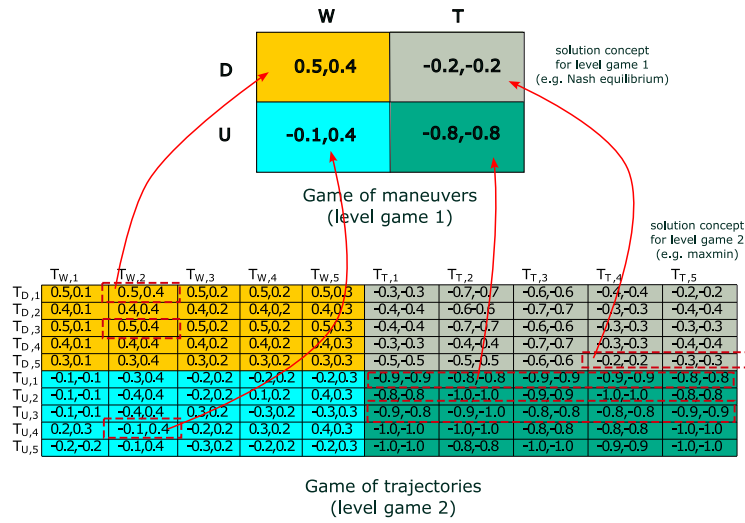 W T
D 0.5,0.4 -0.2,-0.2
solution concept
for level game 1
(e.g. Nash equilibrium)
U -0.1,0.4 -0.8,-0.8
Game of maneuvers
(level game 1)
solution concept
for level game 2
(e.g. maxmin)
T_W,1 T_W,2 T_W,3 T_W,4 T_W,5 T_T,1 T_T,2 T_T,3 T_T,4 T_T,5
T_D,1 0.5,0.1 0.5,0.4 0.5,0.2 0.5,0.2 0.5,0.3 -0.3,-0.3 -0.7,-0.7 -0.6,-0.6 -0.4,-0.4 -0.2,-0.2
T_D,2 0.4,0.1 0.4,0.4 0.4,0.2 0.4,0.2 0.4,0.3 -0.4,-0.4 -0.6,-0.6 -0.7,-0.7 -0.3,-0.3 -0.4,-0.4
T_D,3 0.5,0.1 0.5,0.4 0.5,0.2 0.5,0.2 0.5,0.3 -0.4,-0.4 -0.7,-0.7 -0.6,-0.6 -0.3,-0.3 -0.3,-0.3
T_D,4 0.4,0.1 0.4,0.4 0.4,0.2 0.4,0.2 0.4,0.3 -0.3,-0.3 -0.4,-0.4 -0.7,-0.7 -0.3,-0.3 -0.4,-0.4
T_D,5 0.3,0.1 0.3,0.4 0.3,0.2 0.3,0.2 0.3,0.3 -0.5,-0.5 -0.5,-0.5 -0.6,-0.6 -0.3,-0.3
T_U,1 -0.1,-0.1 -0.3,0.4 -0.2,0.2 -0.2,0.2 -0.2,0.3 -0.9,-0.9 -0.8,-0.8 -0.9,-0.9 -0.9,-0.9 -0.8,-0.8
T_U,2 -0.1,-0.1 -0.4,0.4 -0.2,0.2 0.1,0.2 0.4,0.3 -0.8,-0.8 -1.0,-1.0 -0.9,-0.9 -1.0,-1.0 -0.8,-0.8
T_U,3 -0.1,-0.1 -0.4,0.4 0.3,0.2 -0.3,0.2 -0.3,0.3 -0.9,-0.8 -0.9,-1.0 -0.8,-0.8 -0.8,-0.8 -0.9,-0.9
T_U,4 0.2,0.3 -0.1,0.4 -0.2,0.2 0.3,0.2 0.4,0.3 -1.0,-1.0 -1.0,-1.0 -0.8,-0.8 -0.8,-0.8 -1.0,-1.0
T_U,5 -0.2,-0.2 -0.1,0.4 -0.3,0.2 -0.2,0.2 -0.2,0.3 -1.0,-1.0 -0.8,-0.8 -1.0,-1.0 -0.9,-0.9 -1.0,-1.0
Game of trajectories
(level game 2)